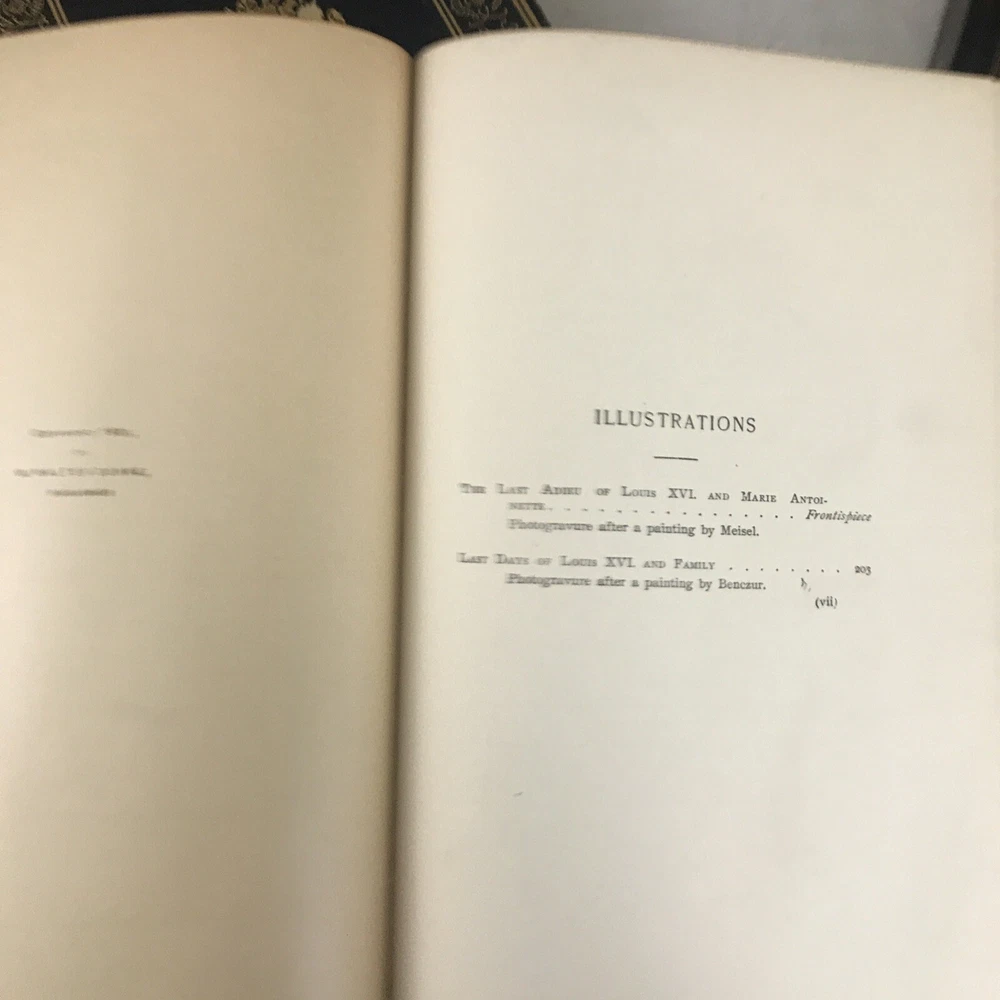 ILLUSTRATIONS
THE LAST ADIEU OF LOUIS XVI. AND MARIE ANTOI-
NETTE . . . . . . . . . . . . . . . . Frontispiece
Photogravure after a painting by Meisel.
LAST DAYS OF LOUIS XVI. AND FAMILY . . . . . . . . 203
Photogravure after a painting by Benczur.
(vii)